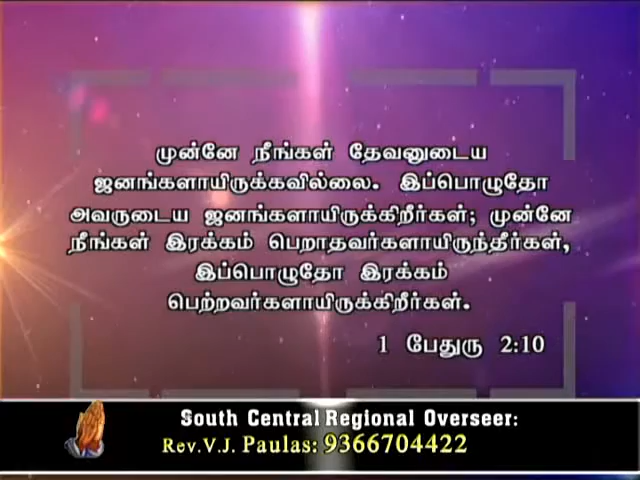 முன்னே நீங்கள் தேவனுடைய
ஜனங்களாயிருக்கவில்லை. இப்பொழுதோ
அவருடைய ஜனங்களாயிருக்கிறீர்கள்; முன்னே
நீங்கள் இரக்கம் பெறாதவர்களாயிருந்தீர்கள்,
இப்பொழுதோ இரக்கம்
பெற்றவர்களாயிருக்கிறீர்கள்.
1 பேதுரு 2:10
South Central Regional Overseer:
Rev.V.J. Paulas: 9366704422